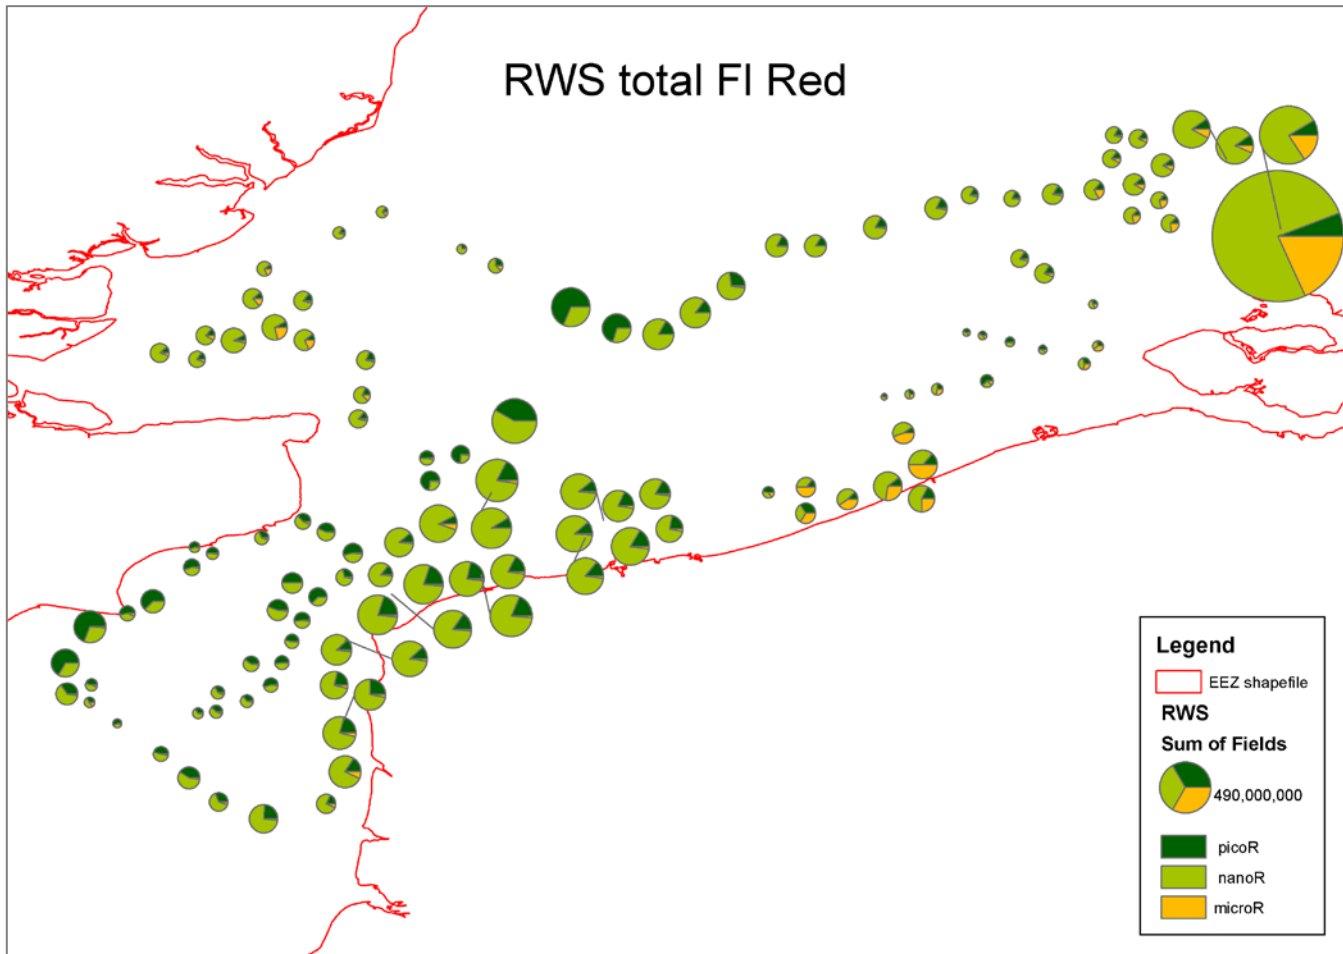 RWS total Fl Red
Legend
EEZ shapefile
RWS
Sum of Fields
490,000,000
picoR
nanoR
microR